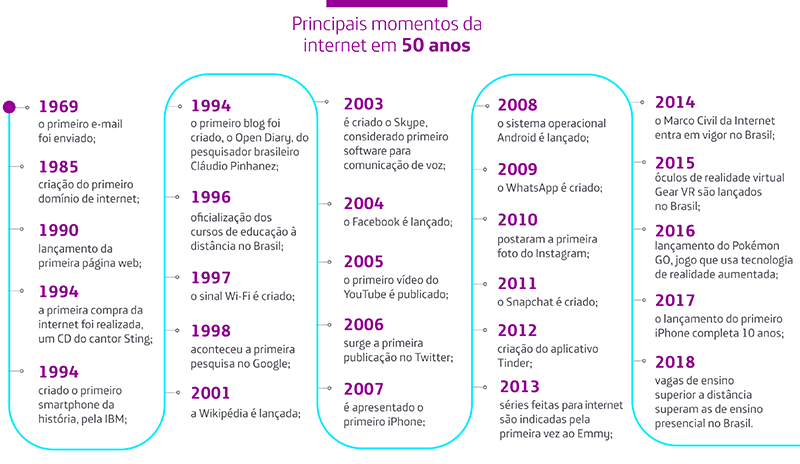 Principais momentos da
internet em 50 anos
1969
o primeiro e-mail
foi enviado;
1985
criação do primeiro
domínio de internet;
1990
lançamento da
primeira página web;
1994
a primeira compra da
internet foi realizada,
um CD do cantor Sting;
1994
criado o primeiro
smartphone da
história, pela IBM;
1994
o primeiro blog foi
criado, o Open Diary, do
pesquisador brasileiro
Cláudio Pinhanez;
1996
oficialização dos
cursos de educação à
distância no Brasil;
1997
o sinal Wi-Fi é criado;
1998
aconteceu a primeira
pesquisa no Google;
2001
a Wikipédia é lançada;
2003
é criado o Skype,
considerado primeiro
software para
comunicação de voz;
2004
o Facebook é lançado;
2005
o primeiro vídeo do
YouTube é publicado;
2006
surge a primeira
publicação no Twitter;
2007
é apresentado o
primeiro iPhone;
2008
o sistema operacional
Android é lançado;
2009
o WhatsApp é criado;
2010
postaram a primeira
foto do Instagram;
2011
o Snapchat é criado;
2012
criação do aplicativo
Tinder;
2013
séries feitas para internet
são indicadas pela
primeira vez ao Emmy;
2014
o Marco Civil da Internet
entra em vigor no Brasil;
2015
óculos de realidade virtual
Gear VR são lançados
no Brasil;
2016
lançamento do Pokémon
GO, jogo que usa tecnologia
de realidade aumentada;
2017
o lançamento do primeiro
iPhone completa 10 anos;
2018
vagas de ensino
superior a distância
superam as de ensino
presencial no Brasil.